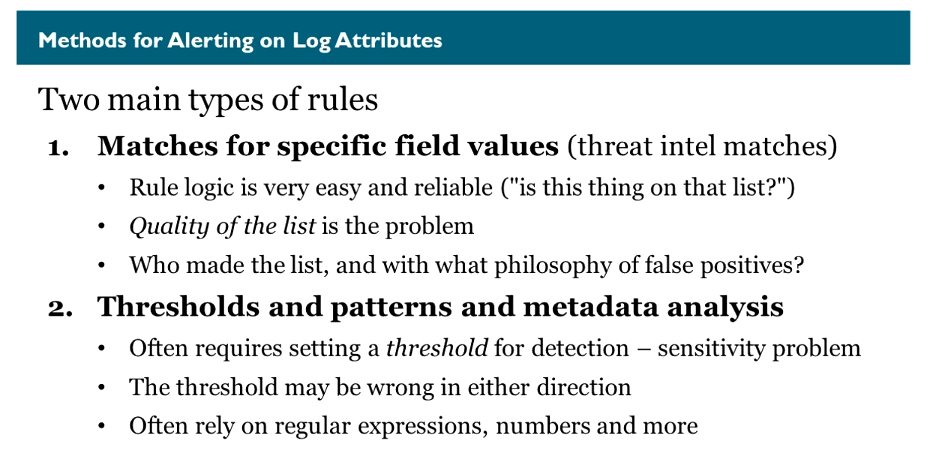 Methods for Alerting on Log Attributes
Two main types of rules
1. Matches for specific field values (threat intel matches)
• Rule logic is very easy and reliable ("is this thing on that list?")
• Quality of the list is the problem
• Who made the list, and with what philosophy of false positives?
2. Thresholds and patterns and metadata analysis
• Often requires setting a threshold for detection – sensitivity problem
• The threshold may be wrong in either direction
• Often rely on regular expressions, numbers and more